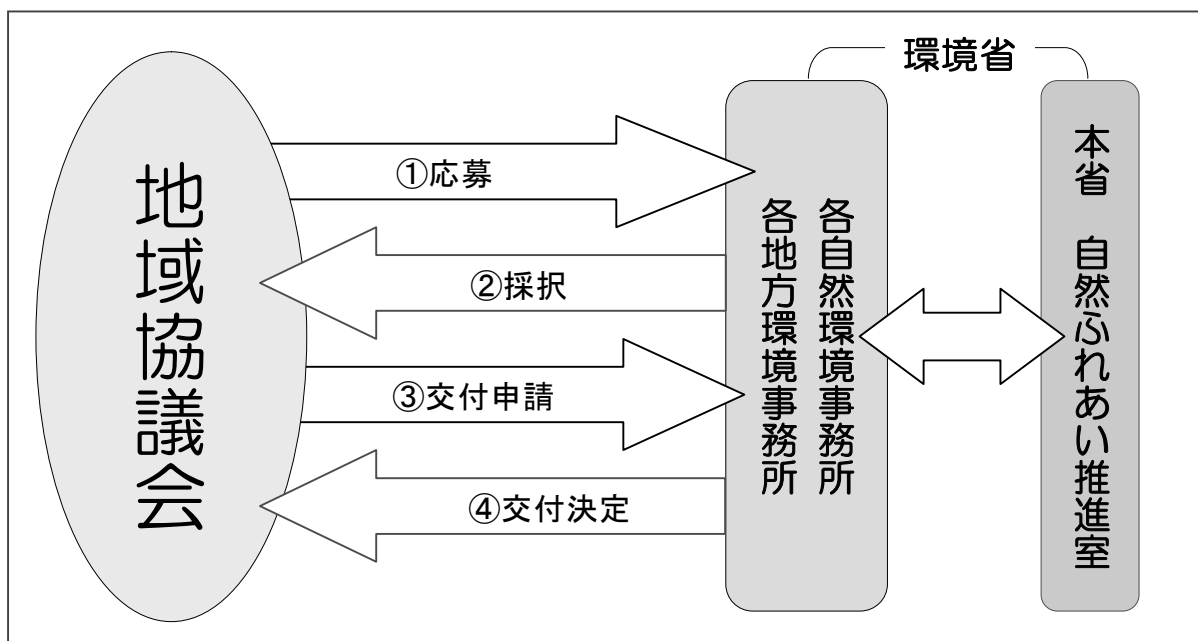 環境省
地域協議会
①応募
②採択
③交付申請
④交付決定
各自然環境事務所
各地方環境事務所
本省 自然ふれあい推進室